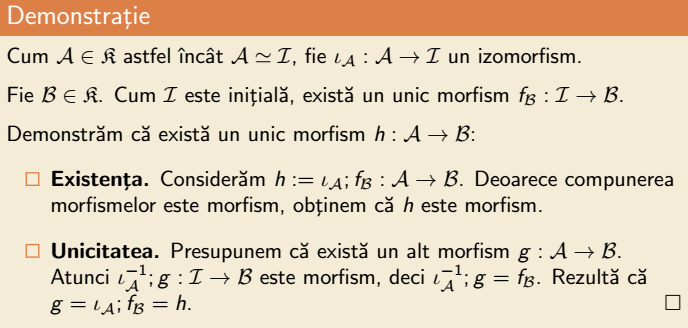 Demonstrație
Cum 𝒜 ∈ 𝔎 astfel încât 𝒜 ≃ ℐ, fie ι_𝒜 : 𝒜 → ℐ un izomorfism.
Fie ℬ ∈ 𝔎. Cum ℐ este inițială, există un unic morfism f_ℬ : ℐ → ℬ.
Demonstrăm că există un unic morfism h : 𝒜 → ℬ:
□ Existența. Considerăm h := ι_𝒜; f_ℬ : 𝒜 → ℬ. Deoarece compunerea
morfismelor este morfism, obținem că h este morfism.
□ Unicitatea. Presupunem că există un alt morfism g : 𝒜 → ℬ.
Atunci ι_𝒜^{-1}; g : ℐ → ℬ este morfism, deci ι_𝒜^{-1}; g = f_ℬ. Rezultă că
g = ι_𝒜; f_ℬ = h. □